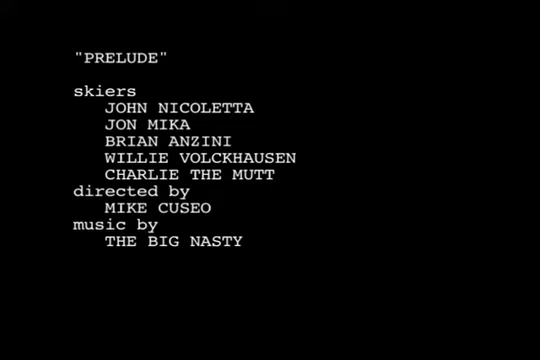 "PRELUDE"
skiers
JOHN NICOLETTA
JON MIKA
BRIAN ANZINI
WILLIE VOLCKHAUSEN
CHARLIE THE MUTT
directed by
MIKE CUSEO
music by
THE BIG NASTY